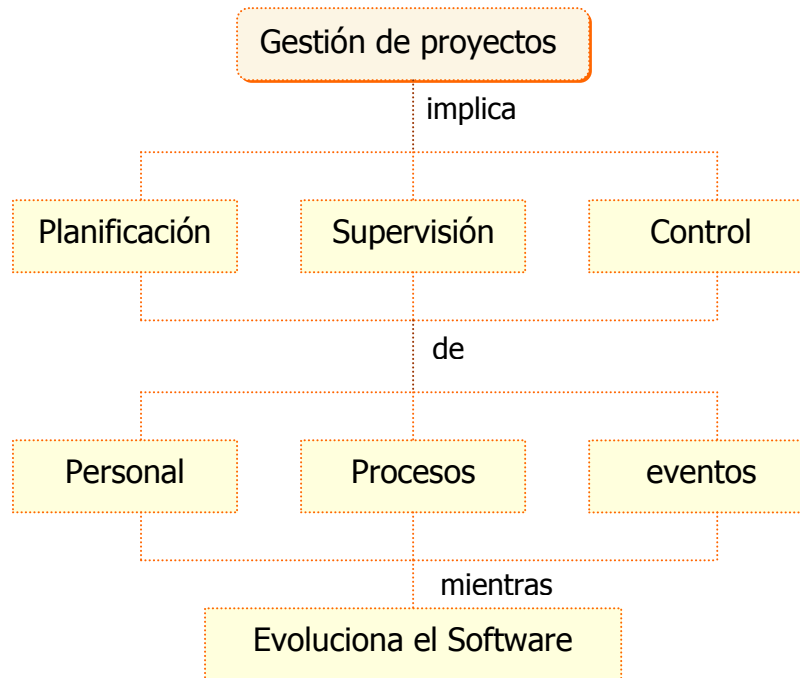 Gestión de proyectos
implica
Planificación
Supervisión
Control
de
Personal
Procesos
eventos
mientras
Evoluciona el Software